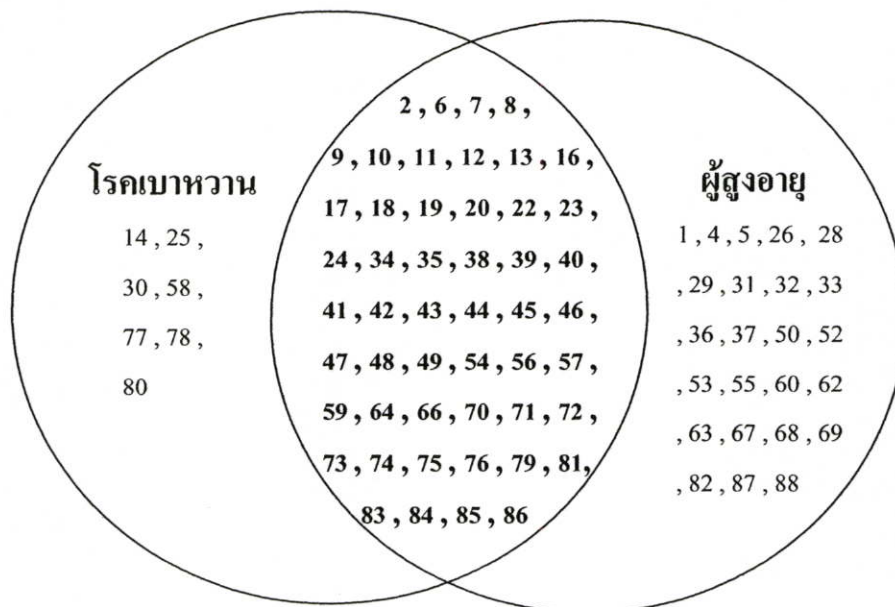 โรคเบาหวาน
14 , 25 ,
30 , 58 ,
77 , 78 ,
80
2 , 6 , 7 , 8 ,
9 , 10 , 11 , 12 , 13 , 16 ,
17 , 18 , 19 , 20 , 22 , 23 ,
24 , 34 , 35 , 38 , 39 , 40 ,
41 , 42 , 43 , 44 , 45 , 46 ,
47 , 48 , 49 , 54 , 56 , 57 ,
59 , 64 , 66 , 70 , 71 , 72 ,
73 , 74 , 75 , 76 , 79 , 81,
83 , 84 , 85 , 86
ผู้สูงอายุ
1 , 4 , 5 , 26 , 28
, 29 , 31 , 32 , 33
, 36 , 37 , 50 , 52
, 53 , 55 , 60 , 62
, 63 , 67 , 68 , 69
, 82 , 87 , 88